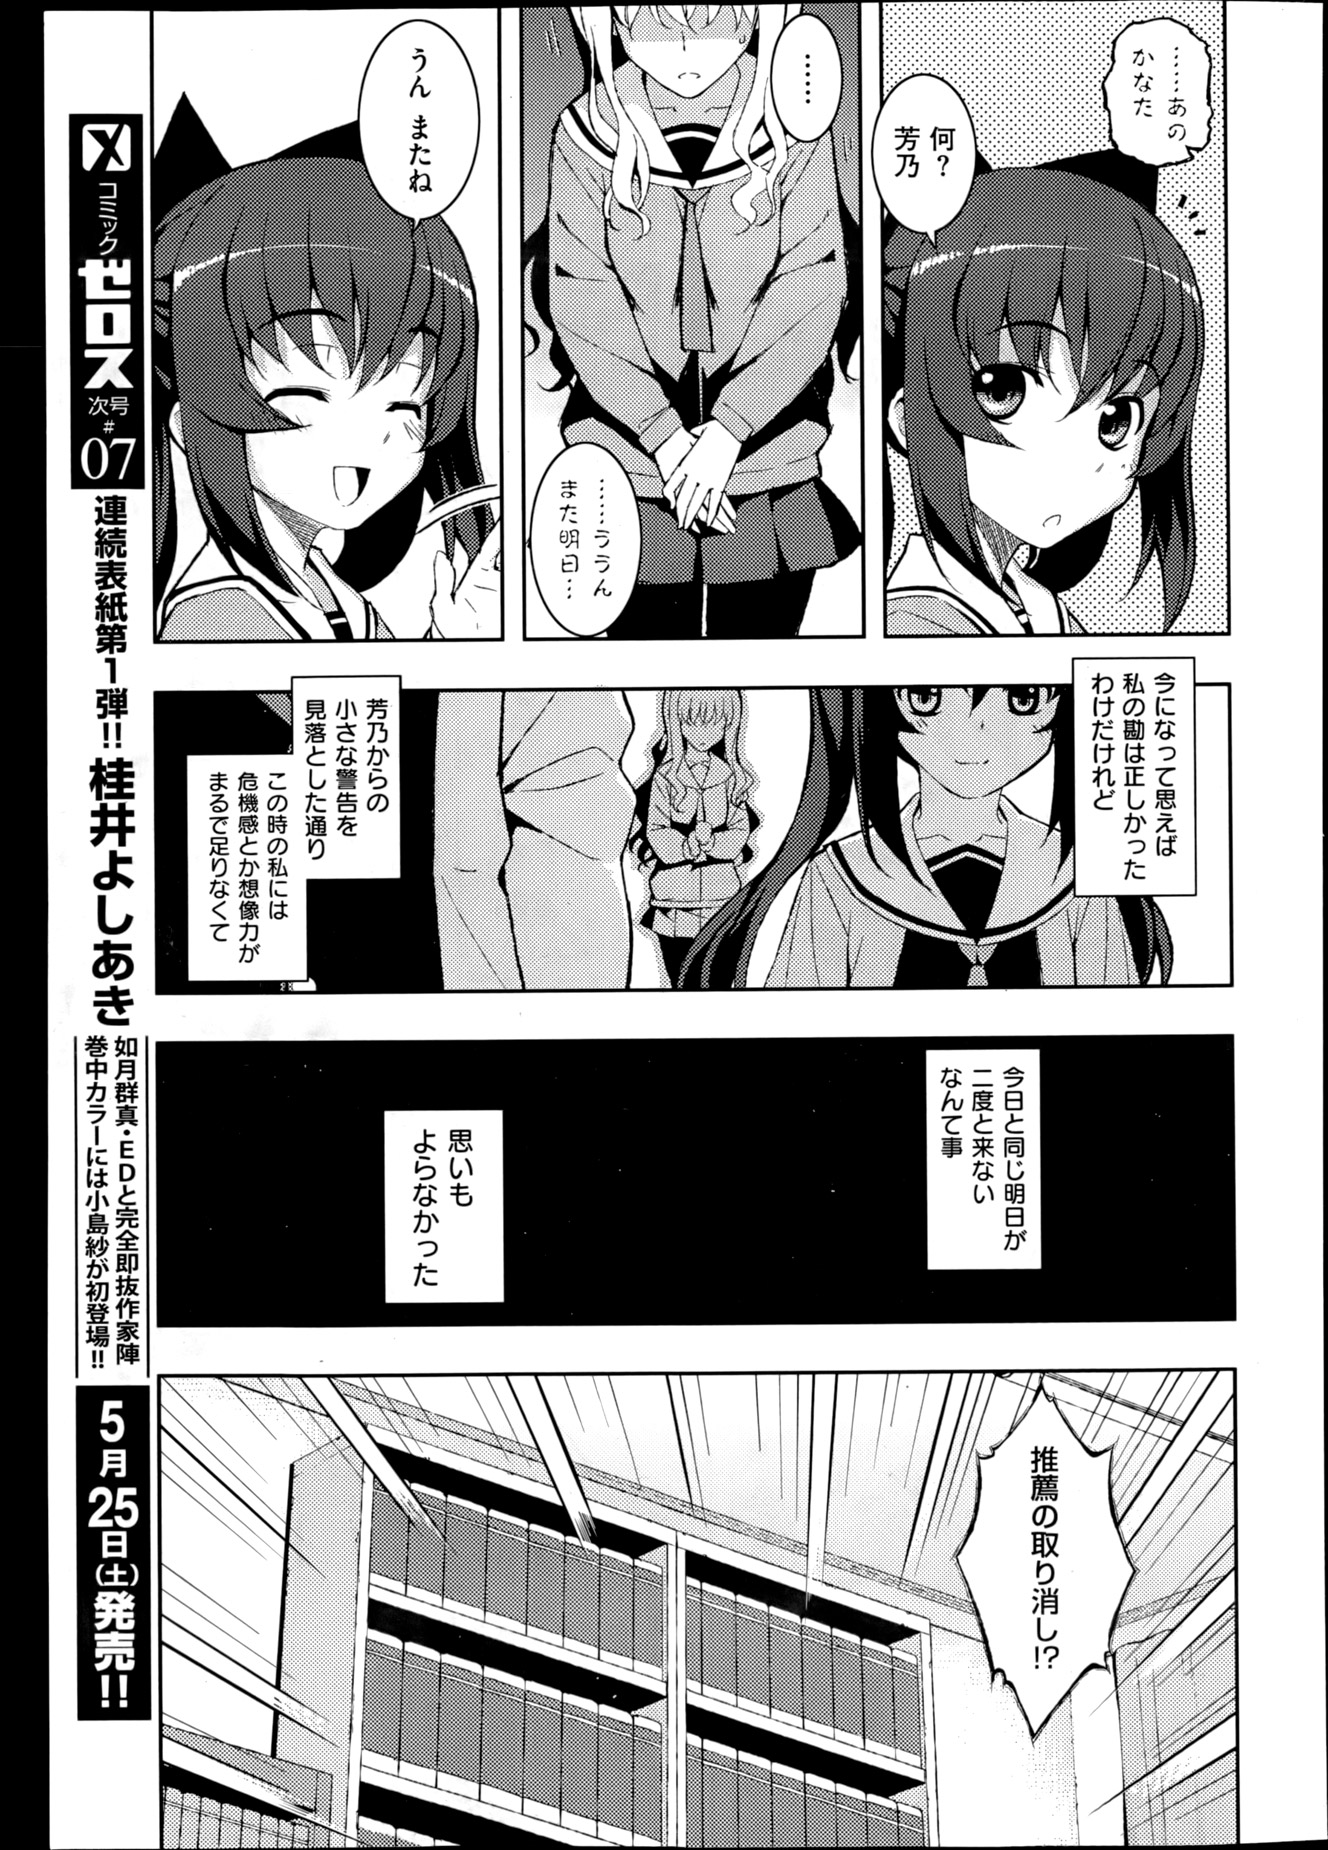 ……あの
かなた
何？
芳乃
……
……ううん
また明日…
うん またね
今になって思えば
私の勘は正しかった
わけだけれど
芳乃からの
小さな警告を
見落とした通り
この時の私には
危機感とか想像力が
まるで足りなくて
今日と同じ明日が
二度と来ない
なんて事
思いも
よらなかった
推薦の取り消し!?
X
コミック
ゼロス
次号
#
07
連続表紙第1弾!!
桂井よしあき
如月群真・EDと完全即抜作家陣
巻中カラーには小島紗が初登場!!
5月25日(土)発売!!